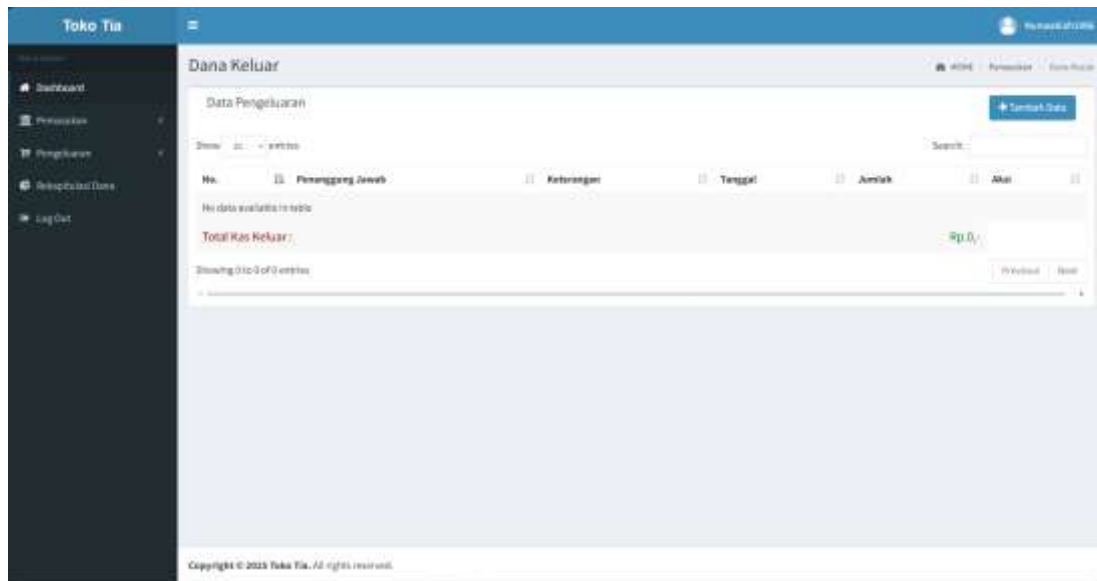 Toko Tia
Dana Keluar
HOME
Dashboard
Data Pengeluaran
Tambah Data
Pemasukan
Show entries
Search:
Pengeluaran
No. Penanggung Jawab Keterangan Tanggal Jumlah Aksi
Rekapitulasi Dana
No data available in table
Log Out
Total Kas Keluar : Rp.0,-
Showing 0 to 0 of 0 entries
Previous Next
Copyright © 2025 Toko Tia. All rights reserved.